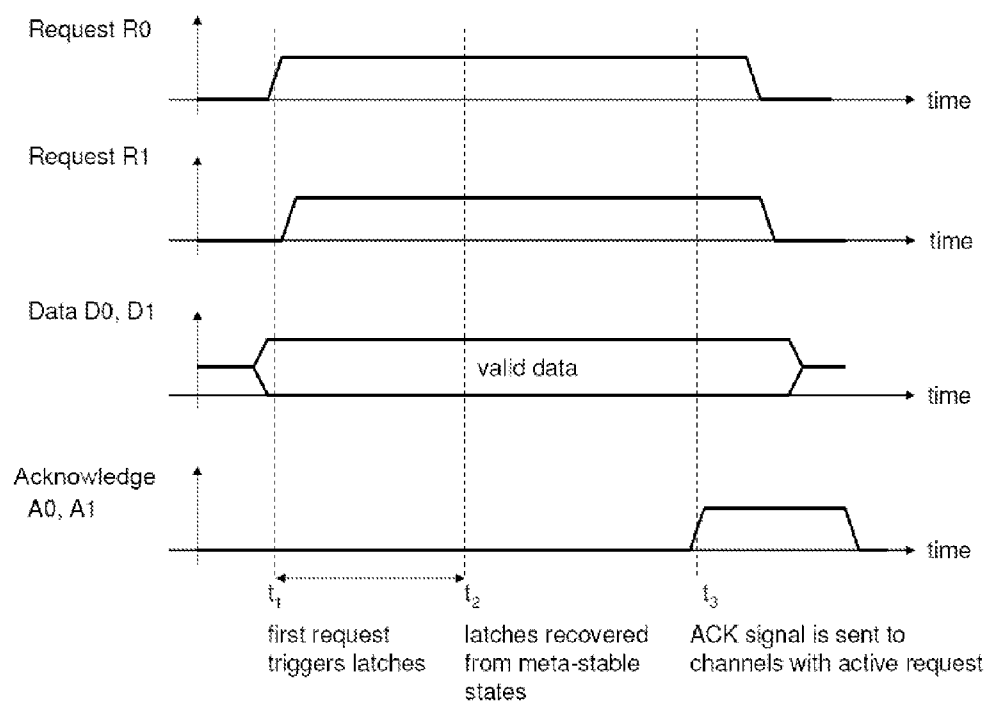 Request R0
time
Request R1
time
Data D0, D1
valid data
time
Acknowledge
A0, A1
time
t1
t2
t3
first request
triggers latches
latches recovered
from meta-stable
states
ACK signal is sent to
channels with active request